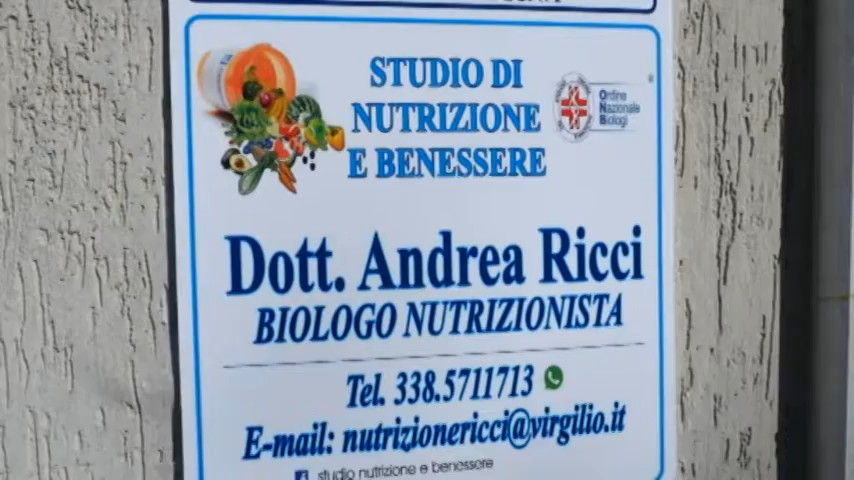 STUDIO DI
NUTRIZIONE
E BENESSERE
Ordine
Nazionale
Biologi
Dott. Andrea Ricci
BIOLOGO NUTRIZIONISTA
Tel. 338.5711713
E-mail: nutrizionericci@virgilio.it
studio nutrizione e benessere